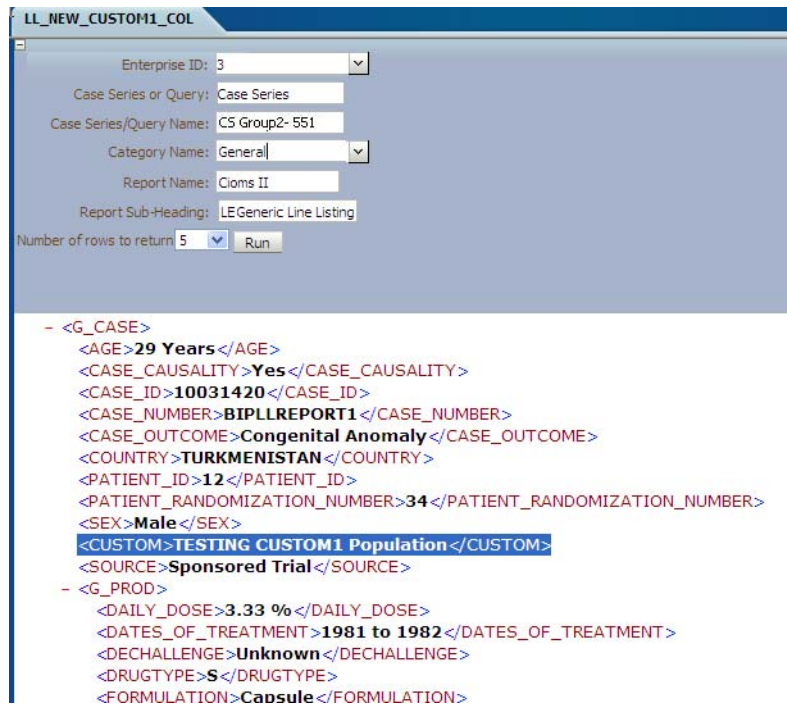 LL_NEW_CUSTOM1_COL
Enterprise ID: 3
Case Series or Query: Case Series
Case Series/Query Name: CS Group2- 551
Category Name: General
Report Name: Cioms II
Report Sub-Heading: LEGeneric Line Listing
Number of rows to return 5 Run
- <G_CASE>
<AGE>29 Years</AGE>
<CASE_CAUSALITY>Yes</CASE_CAUSALITY>
<CASE_ID>10031420</CASE_ID>
<CASE_NUMBER>BIPLLREPORT1</CASE_NUMBER>
<CASE_OUTCOME>Congenital Anomaly</CASE_OUTCOME>
<COUNTRY>TURKMENISTAN</COUNTRY>
<PATIENT_ID>12</PATIENT_ID>
<PATIENT_RANDOMIZATION_NUMBER>34</PATIENT_RANDOMIZATION_NUMBER>
<SEX>Male</SEX>
<CUSTOM>TESTING CUSTOM1 Population</CUSTOM>
<SOURCE>Sponsored Trial</SOURCE>
- <G_PROD>
<DAILY_DOSE>3.33 %</DAILY_DOSE>
<DATES_OF_TREATMENT>1981 to 1982</DATES_OF_TREATMENT>
<DECHALLENGE>Unknown</DECHALLENGE>
<DRUGTYPE>S</DRUGTYPE>
<FORMULATION>Capsule</FORMULATION>